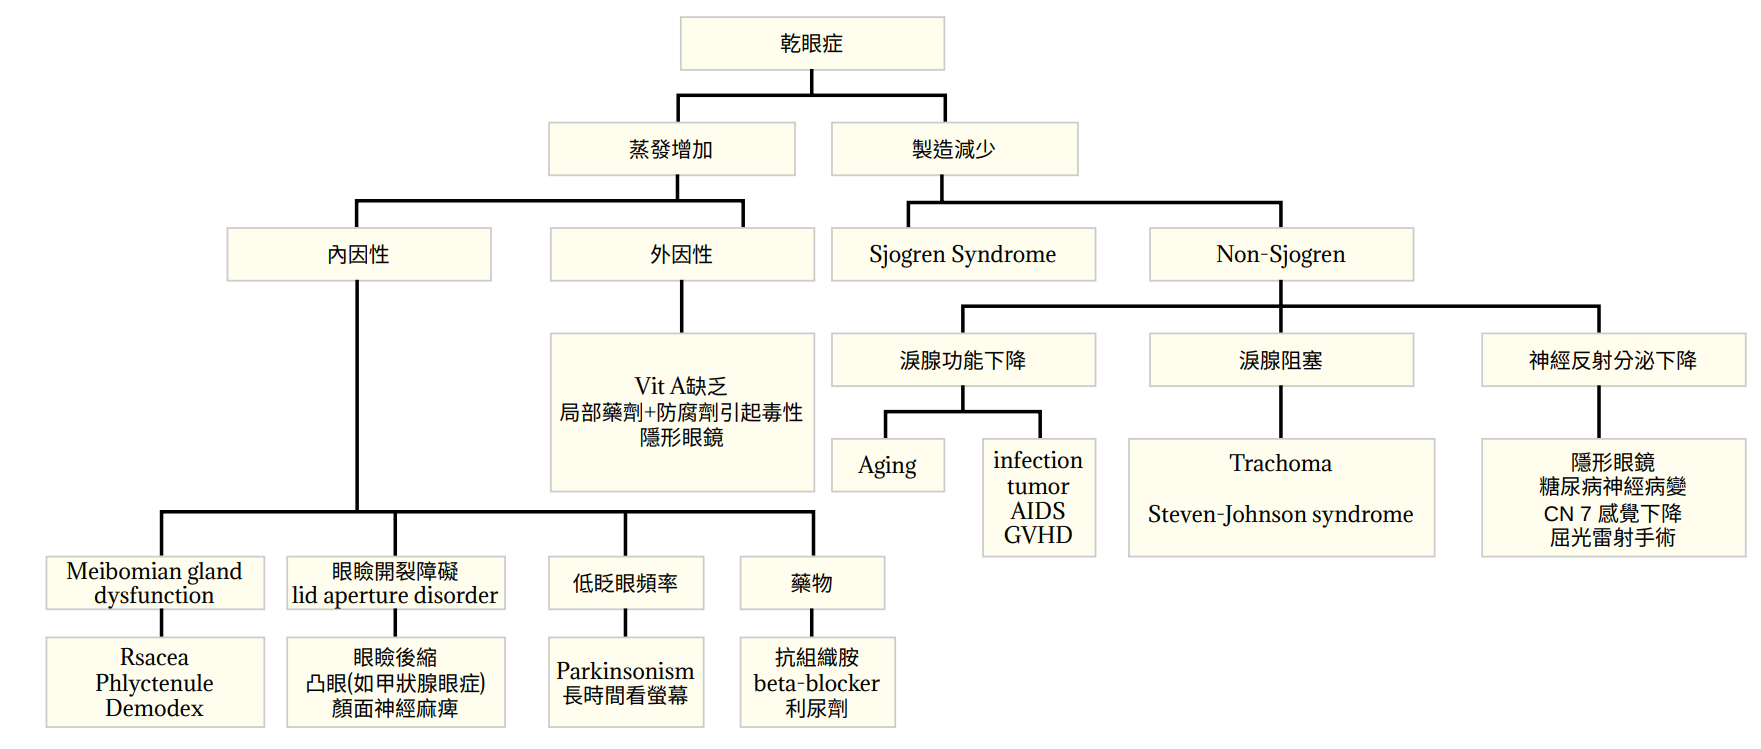 乾眼症
蒸發增加
製造減少
內因性
外因性
Sjogren Syndrome
Non-Sjogren
Vit A缺乏
局部藥劑+防腐劑引起毒性
隱形眼鏡
淚腺功能下降
淚腺阻塞
神經反射分泌下降
Aging
infection
tumor
AIDS
GVHD
Trachoma
Steven-Johnson syndrome
隱形眼鏡
糖尿病神經病變
CN 7 感覺下降
屈光雷射手術
Meibomian gland
dysfunction
眼瞼開裂障礙
lid aperture disorder
低眨眼頻率
藥物
Rsacea
Phlyctenule
Demodex
眼瞼後縮
凸眼(如甲狀腺眼症)
顏面神經麻痺
Parkinsonism
長時間看螢幕
抗組織胺
beta-blocker
利尿劑